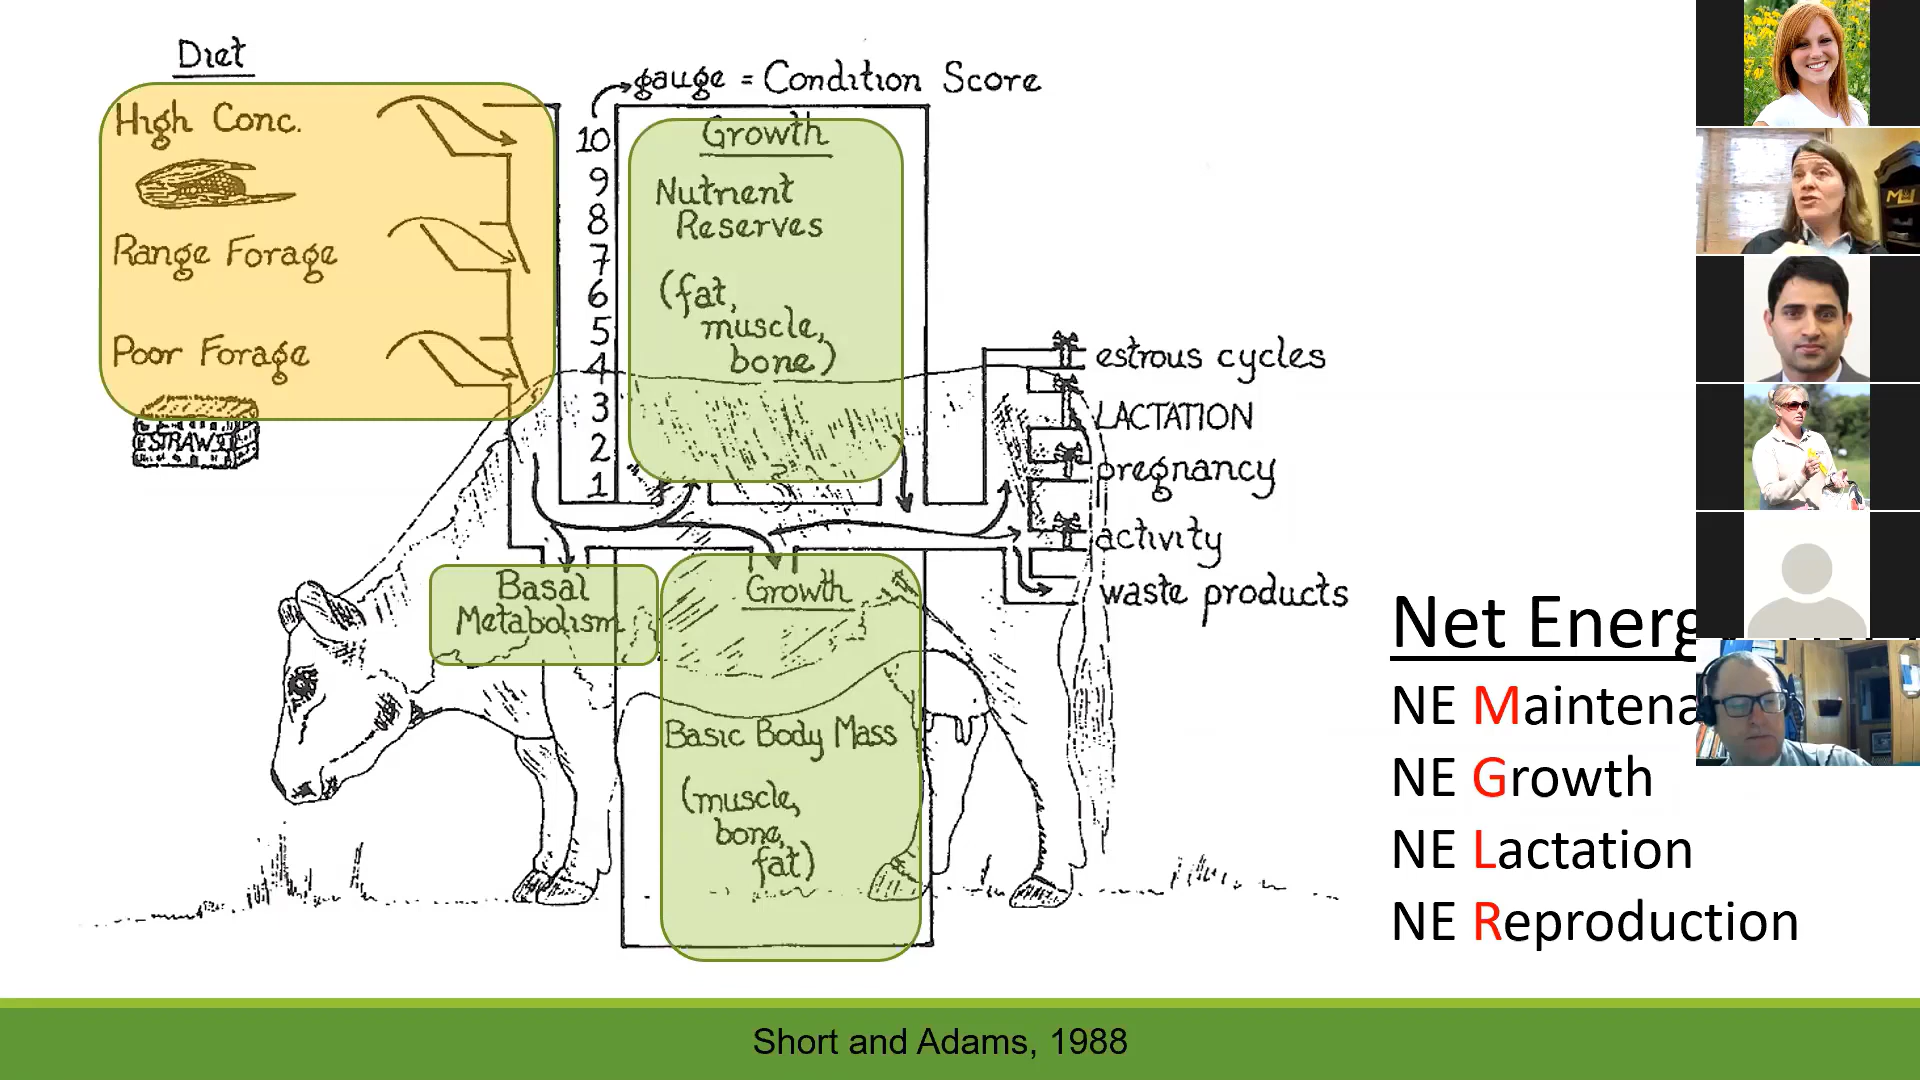 Diet
High Conc.
Range Forage
Poor Forage
STRAW
gauge = Condition Score
10
9
8
7
6
5
4
3
2
1
Growth
Nutrient
Reserves
(fat,
muscle,
bone)
estrous cycles
LACTATION
pregnancy
activity
waste products
Basal
Metabolism
Growth
Basic Body Mass
(muscle,
bone,
fat)
Net
NE
NE Growth
NE Lactation
NE Reproduction
Short and Adams, 1988